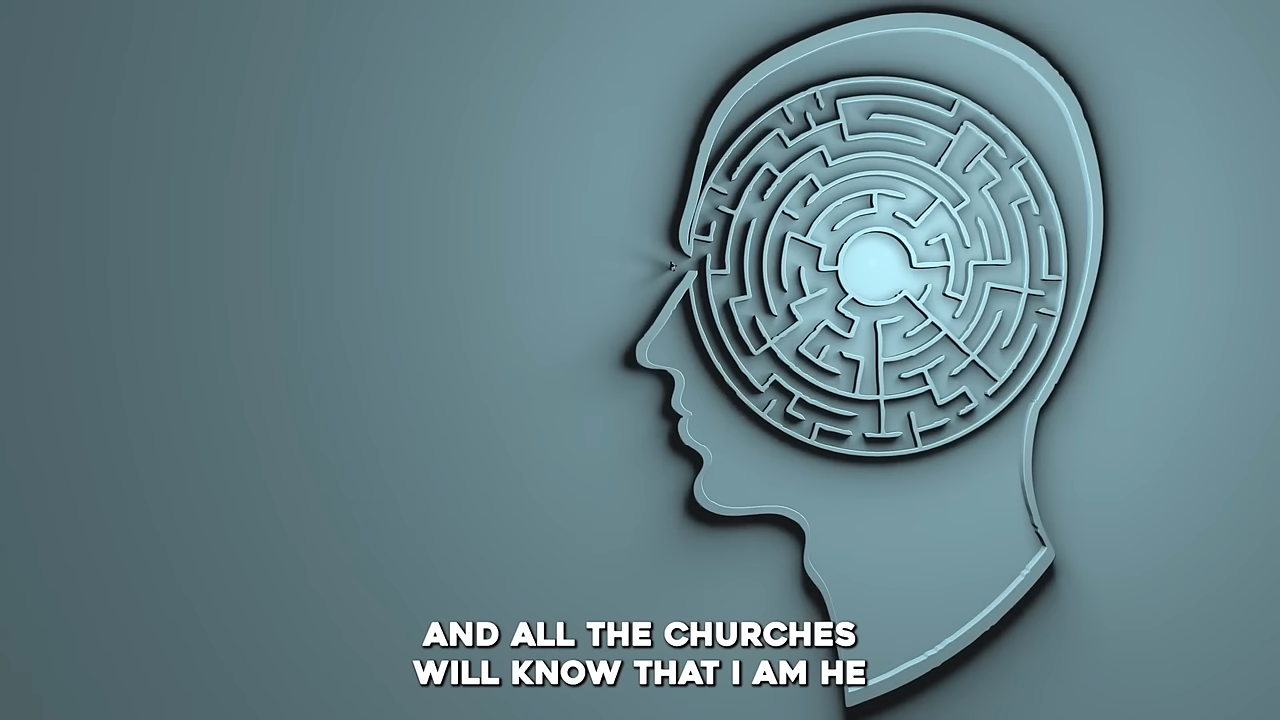 AND ALL THE CHURCHES
WILL KNOW THAT I AM HE